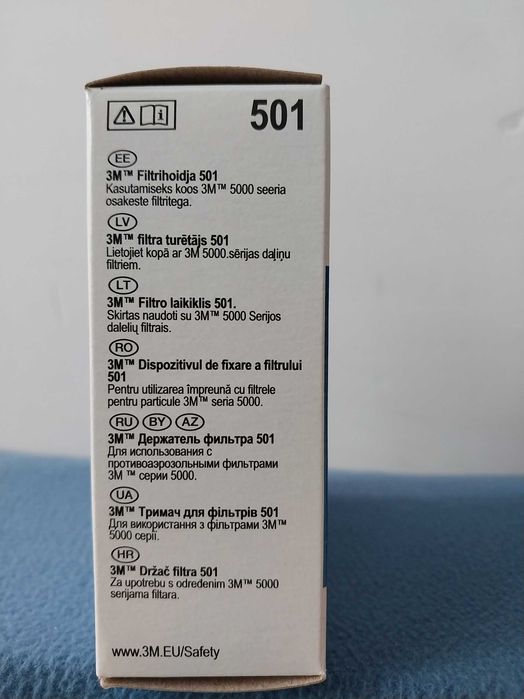 501
EE
3M™ Filtrihoidja 501
Kasutamiseks koos 3M™ 5000 seeria
osakeste filtritega.
LV
3M™ filtra turētājs 501
Lietojiet kopā ar 3M 5000.sērijas daļiņu
filtriem.
LT
3M™ Filtro laikiklis 501.
Skirtas naudoti su 3M™ 5000 Serijos
dalelių filtrais.
RO
3M™ Dispozitivul de fixare a filtrului
501
Pentru utilizarea împreună cu filtrele
pentru particule 3M™ seria 5000.
RU BY AZ
3M™ Держатель фильтра 501
Для использования с
противоаэрозольными фильтрами
3M ™ серии 5000.
UA
3M™ Тримач для фільтрів 501
Для використання з фільтрами 3M™
5000 серії.
HR
3M™ Držač filtra 501
Za upotrebu s određenim 3M™ 5000
serijama filtara.
www.3M.EU/Safety